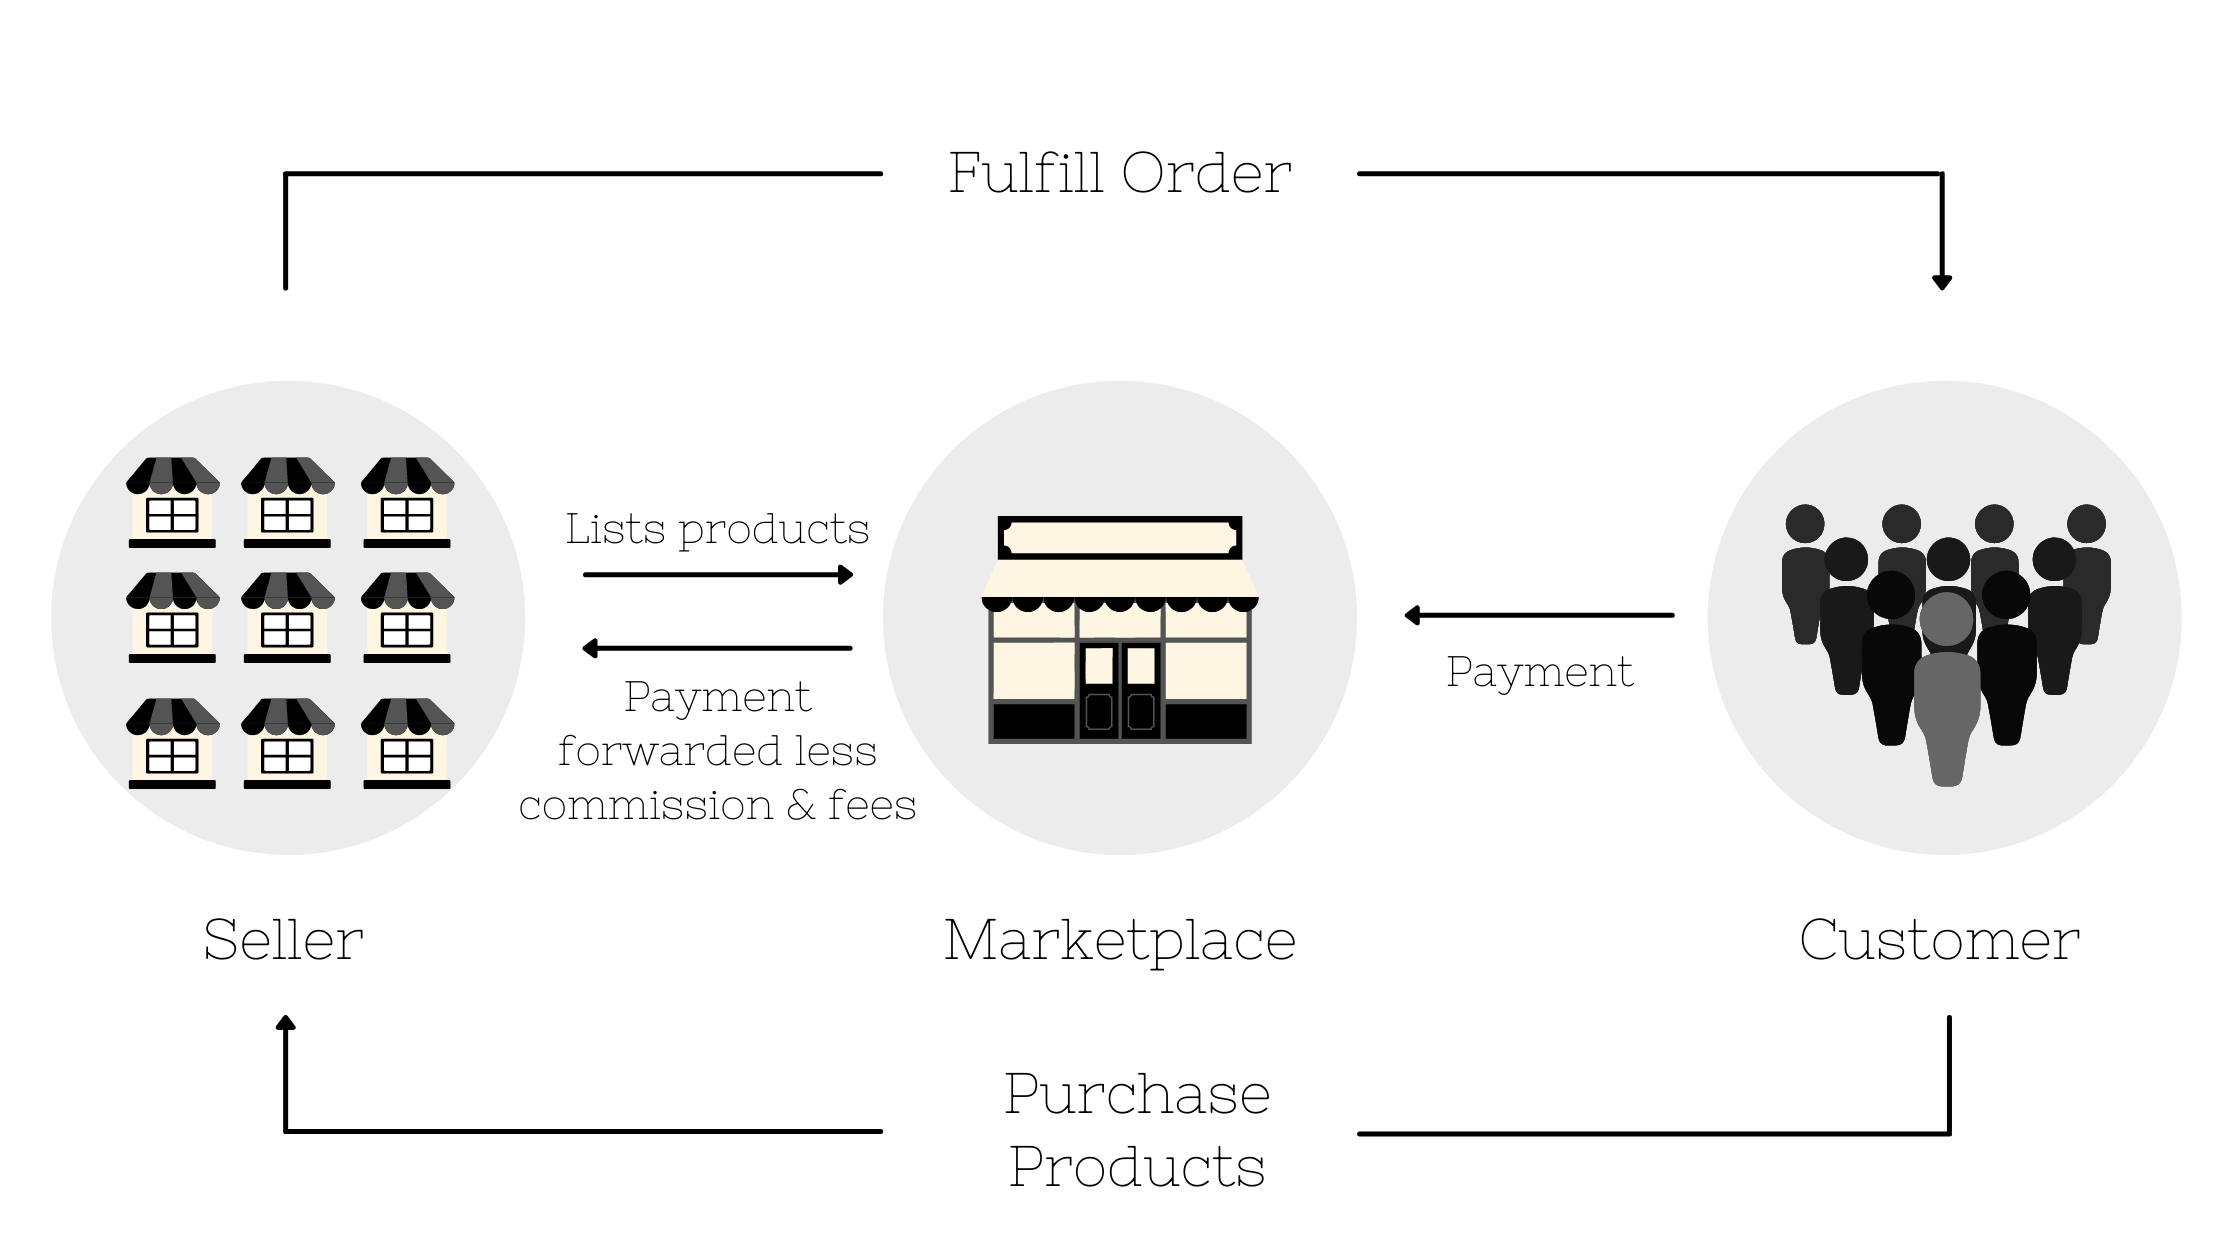 Fulfill Order
Lists products
Payment
forwarded less
commission & fees
Payment
Seller
Marketplace
Customer
Purchase
Products